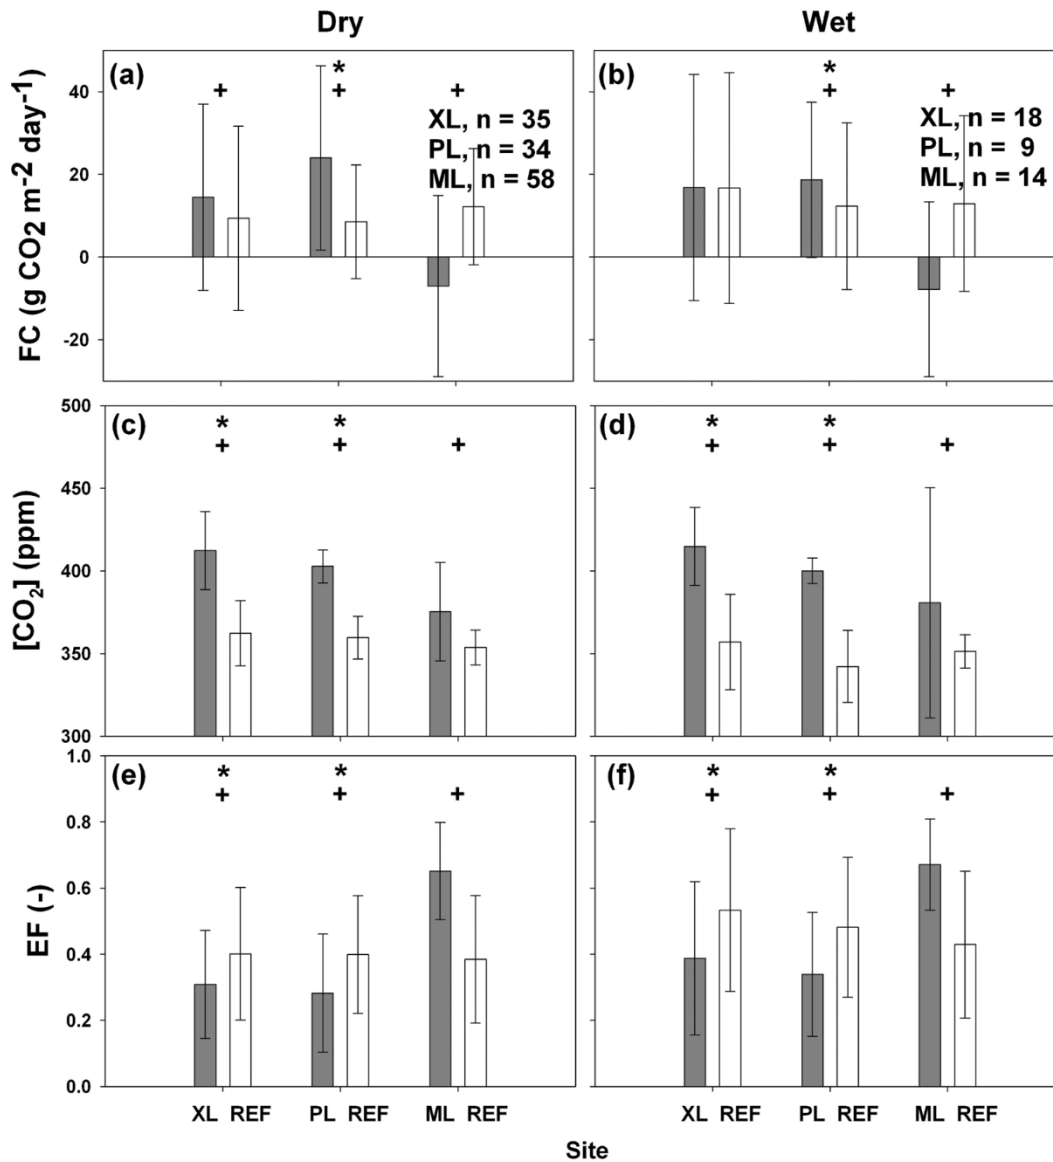 Dry
Wet
FC (g CO2 m-2 day-1)
(a)
+
*
+
+
XL, n = 35
PL, n = 34
ML, n = 58
40
20
0
-20
(b)
*
+
+
XL, n = 18
PL, n = 9
ML, n = 14
[CO2] (ppm)
500
450
400
350
300
(c)
*
+
*
+
+
(d)
*
+
*
+
+
EF (-)
1.0
0.8
0.6
0.4
0.2
0.0
(e)
*
+
*
+
+
(f)
*
+
*
+
+
XL REF PL REF ML REF
XL REF PL REF ML REF
Site